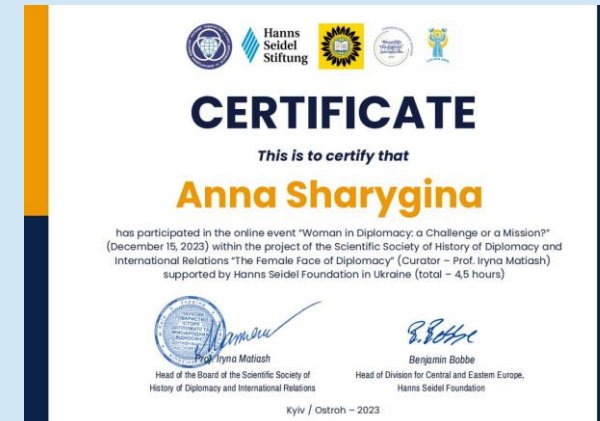 Hanns
Seidel
Stiftung
CERTIFICATE
This is to certify that
Anna Sharygina
has participated in the online event “Woman in Diplomacy: a Challenge or a Mission?”
(December 15, 2023) within the project of the Scientific Society of History of Diplomacy and
International Relations “The Female Face of Diplomacy” (Curator – Prof. Iryna Matiash)
supported by Hanns Seidel Foundation in Ukraine (total – 4,5 hours)
Prof. Iryna Matiash
Head of the Board of the Scientific Society of
History of Diplomacy and International Relations
Benjamin Bobbe
Head of Division for Central and Eastern Europe,
Hanns Seidel Foundation
Kyiv / Ostroh – 2023